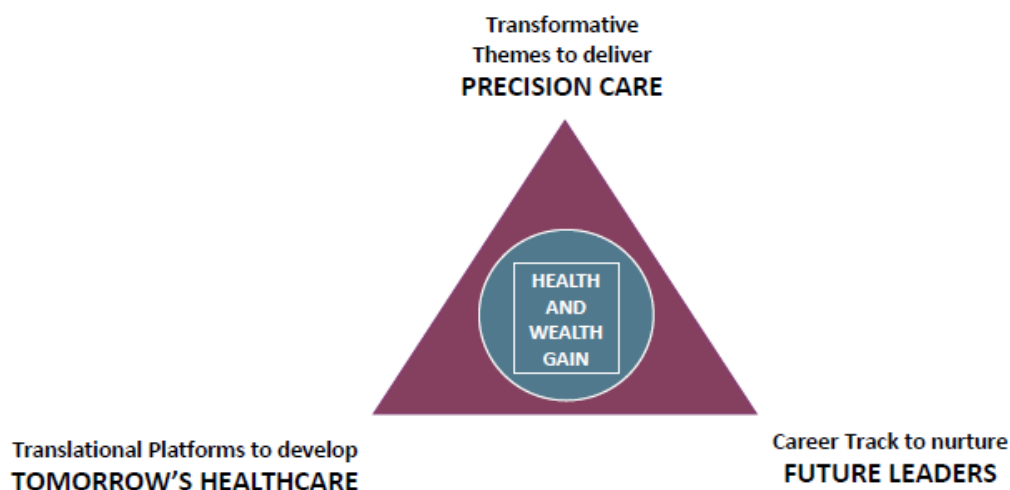 Transformative
Themes to deliver
PRECISION CARE
HEALTH
AND
WEALTH
GAIN
Translational Platforms to develop
TOMORROW'S HEALTHCARE
Career Track to nurture
FUTURE LEADERS